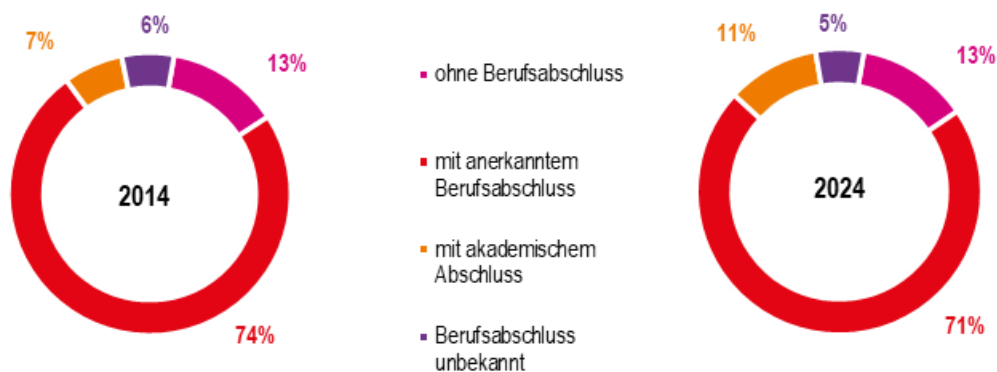 6%
7%
13%
2014
74%
ohne Berufsabschluss
mit anerkanntem
Berufsabschluss
mit akademischem
Abschluss
Berufsabschluss
unbekannt
5%
11%
13%
2024
71%